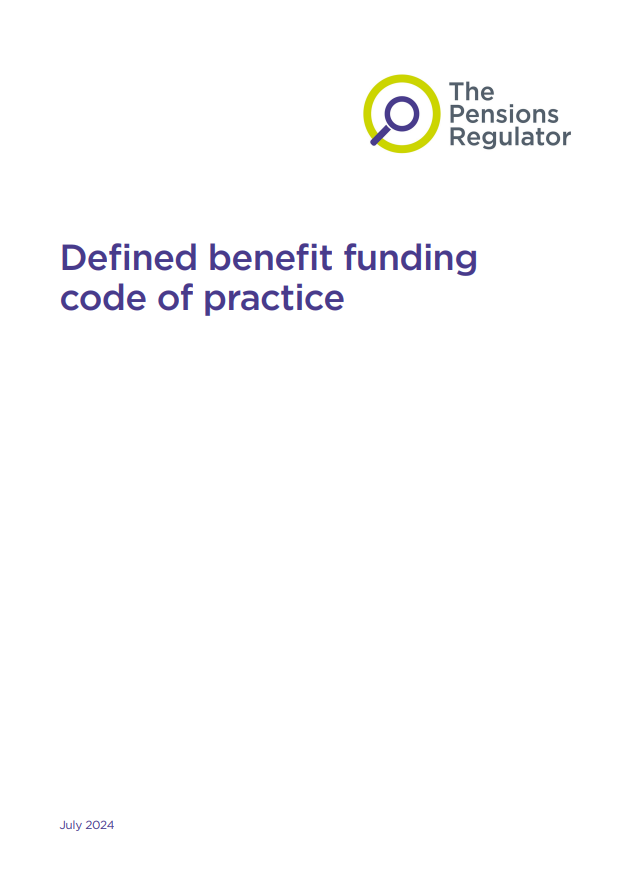 The
Pensions
Regulator
Defined benefit funding
code of practice
July 2024